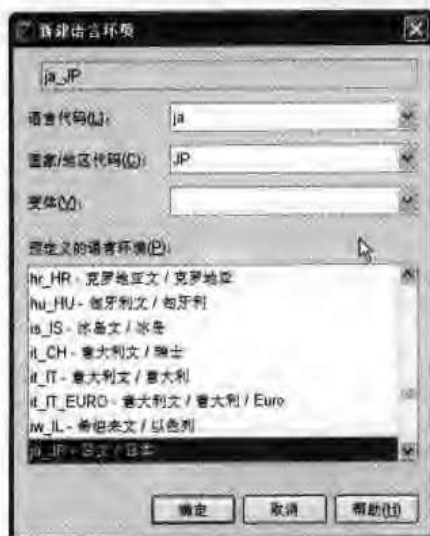 新建语言环境
ja_JP
语言代码(L): ja
国家/地区代码(C): JP
变体(V):
预定义的语言环境(P):
hr_HR - 克罗地亚文 / 克罗地亚
hu_HU - 匈牙利文 / 匈牙利
is_IS - 冰岛文 / 冰岛
it_CH - 意大利文 / 瑞士
it_IT - 意大利文 / 意大利
it_IT_EURO - 意大利文 / 意大利 / Euro
iw_IL - 希伯来文 / 以色列
ja_JP - 日文 / 日本
确定 取消 帮助(H)